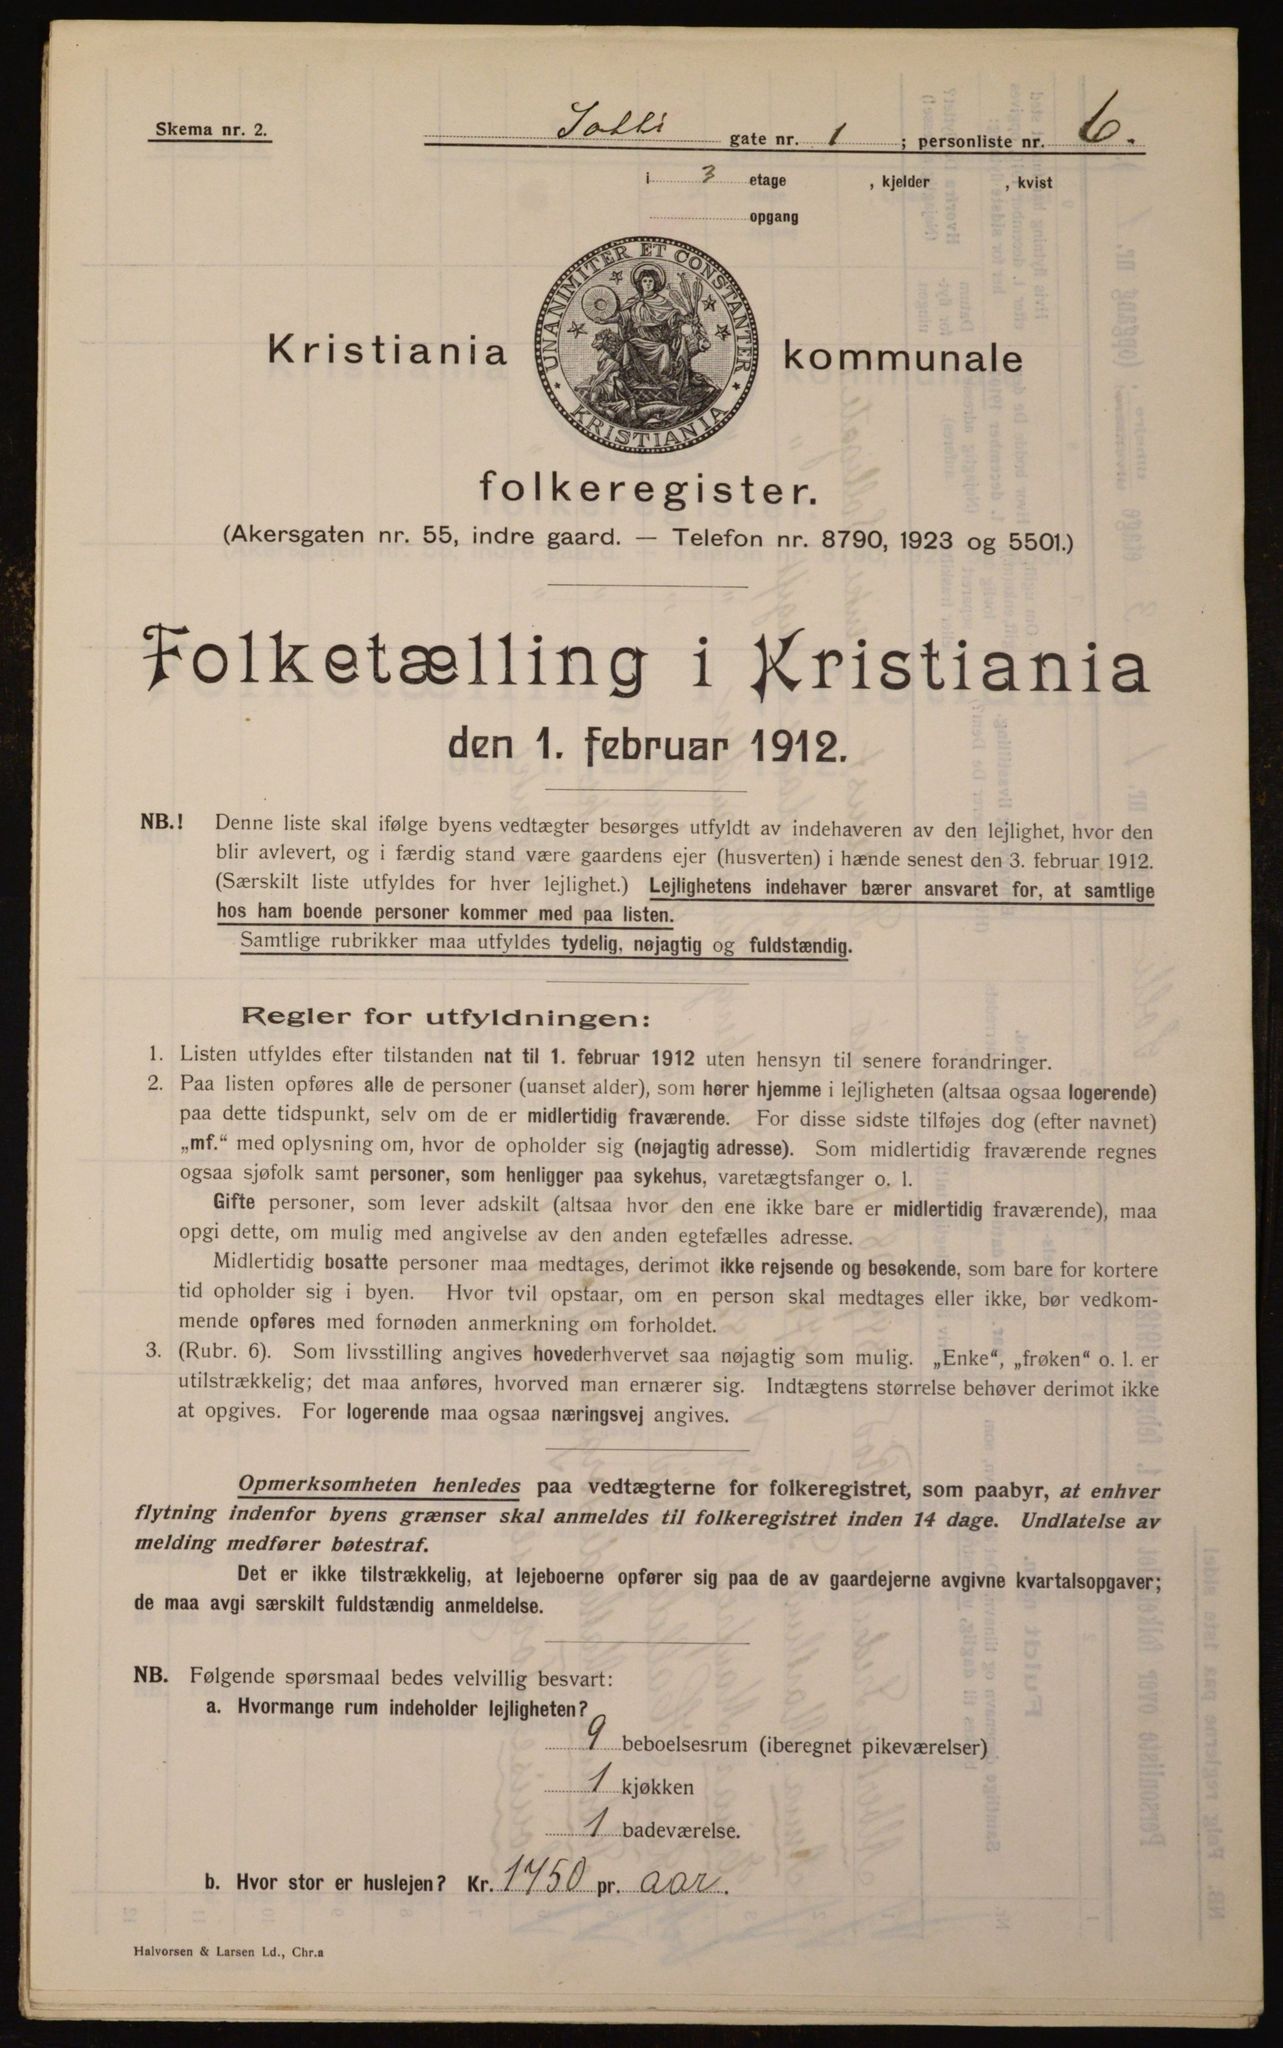 Skema nr. 2.
Solli gate nr. 1 ; personliste nr. 6.
i 3 etage , kjelder , kvist
opgang
UNANIMITER ET CONSTANTER
KRISTIANIA
Kristiania kommunale
folkeregister.
(Akersgaten nr. 55, indre gaard. — Telefon nr. 8790, 1923 og 5501.)
Folketælling i Kristiania
den 1. februar 1912.
NB.! Denne liste skal ifølge byens vedtægter besørges utfyldt av indehaveren av den lejlighet, hvor den
blir avlevert, og i færdig stand være gaardens ejer (husverten) i hænde senest den 3. februar 1912.
(Særskilt liste utfyldes for hver lejlighet.) Lejlighetens indehaver bærer ansvaret for, at samtlige
hos ham boende personer kommer med paa listen.
Samtlige rubrikker maa utfyldes tydelig, nøjagtig og fuldstændig.
Regler for utfyldningen:
1. Listen utfyldes efter tilstanden nat til 1. februar 1912 uten hensyn til senere forandringer.
2. Paa listen opføres alle de personer (uanset alder), som hører hjemme i lejligheten (altsaa ogsaa logerende)
paa dette tidspunkt, selv om de er midlertidig fraværende. For disse sidste tilføjes dog (efter navnet)
„mf.“ med oplysning om, hvor de opholder sig (nøjagtig adresse). Som midlertidig fraværende regnes
ogsaa sjøfolk samt personer, som henligger paa sykehus, varetægtsfanger o. l.
Gifte personer, som lever adskilt (altsaa hvor den ene ikke bare er midlertidig fraværende), maa
opgi dette, om mulig med angivelse av den anden egtefælles adresse.
Midlertidig bosatte personer maa medtages, derimot ikke rejsende og besøkende, som bare for kortere
tid opholder sig i byen. Hvor tvil opstaar, om en person skal medtages eller ikke, bør vedkom-
mende opføres med fornøden anmerkning om forholdet.
3. (Rubr. 6). Som livsstilling angives hovederhvervet saa nøjagtig som mulig. „Enke“, „frøken“ o. l. er
utilstrækkelig; det maa anføres, hvorved man ernærer sig. Indtægtens størrelse behøver derimot ikke
at opgives. For logerende maa ogsaa næringsvej angives.
Opmerksomheten henledes paa vedtægterne for folkeregistret, som paabyr, at enhver
flytning indenfor byens grænser skal anmeldes til folkeregistret inden 14 dage. Undlatelse av
melding medfører bøtestraf.
Det er ikke tilstrækkelig, at lejeboerne opfører sig paa de av gaardejerne avgivne kvartalsopgaver;
de maa avgi særskilt fuldstændig anmeldelse.
NB. Følgende spørsmaal bedes velvillig besvart:
a. Hvormange rum indeholder lejligheten?
9 beboelsesrum (iberegnet pikeværelser)
1 kjøkken
1 badeværelse.
b. Hvor stor er huslejen? Kr. 1750 pr. aar.
Halvorsen & Larsen Ld., Chr.a